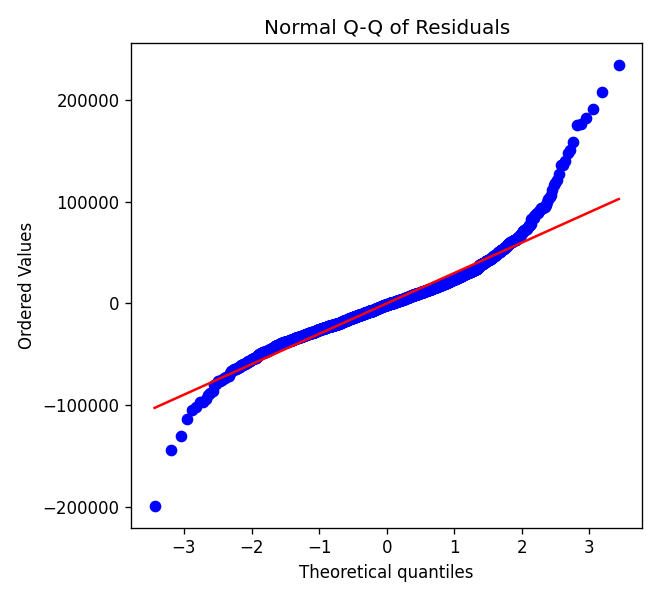 Normal Q-Q of Residuals
200000
100000
0
−100000
−200000
Ordered Values
−3 −2 −1 0 1 2 3
Theoretical quantiles